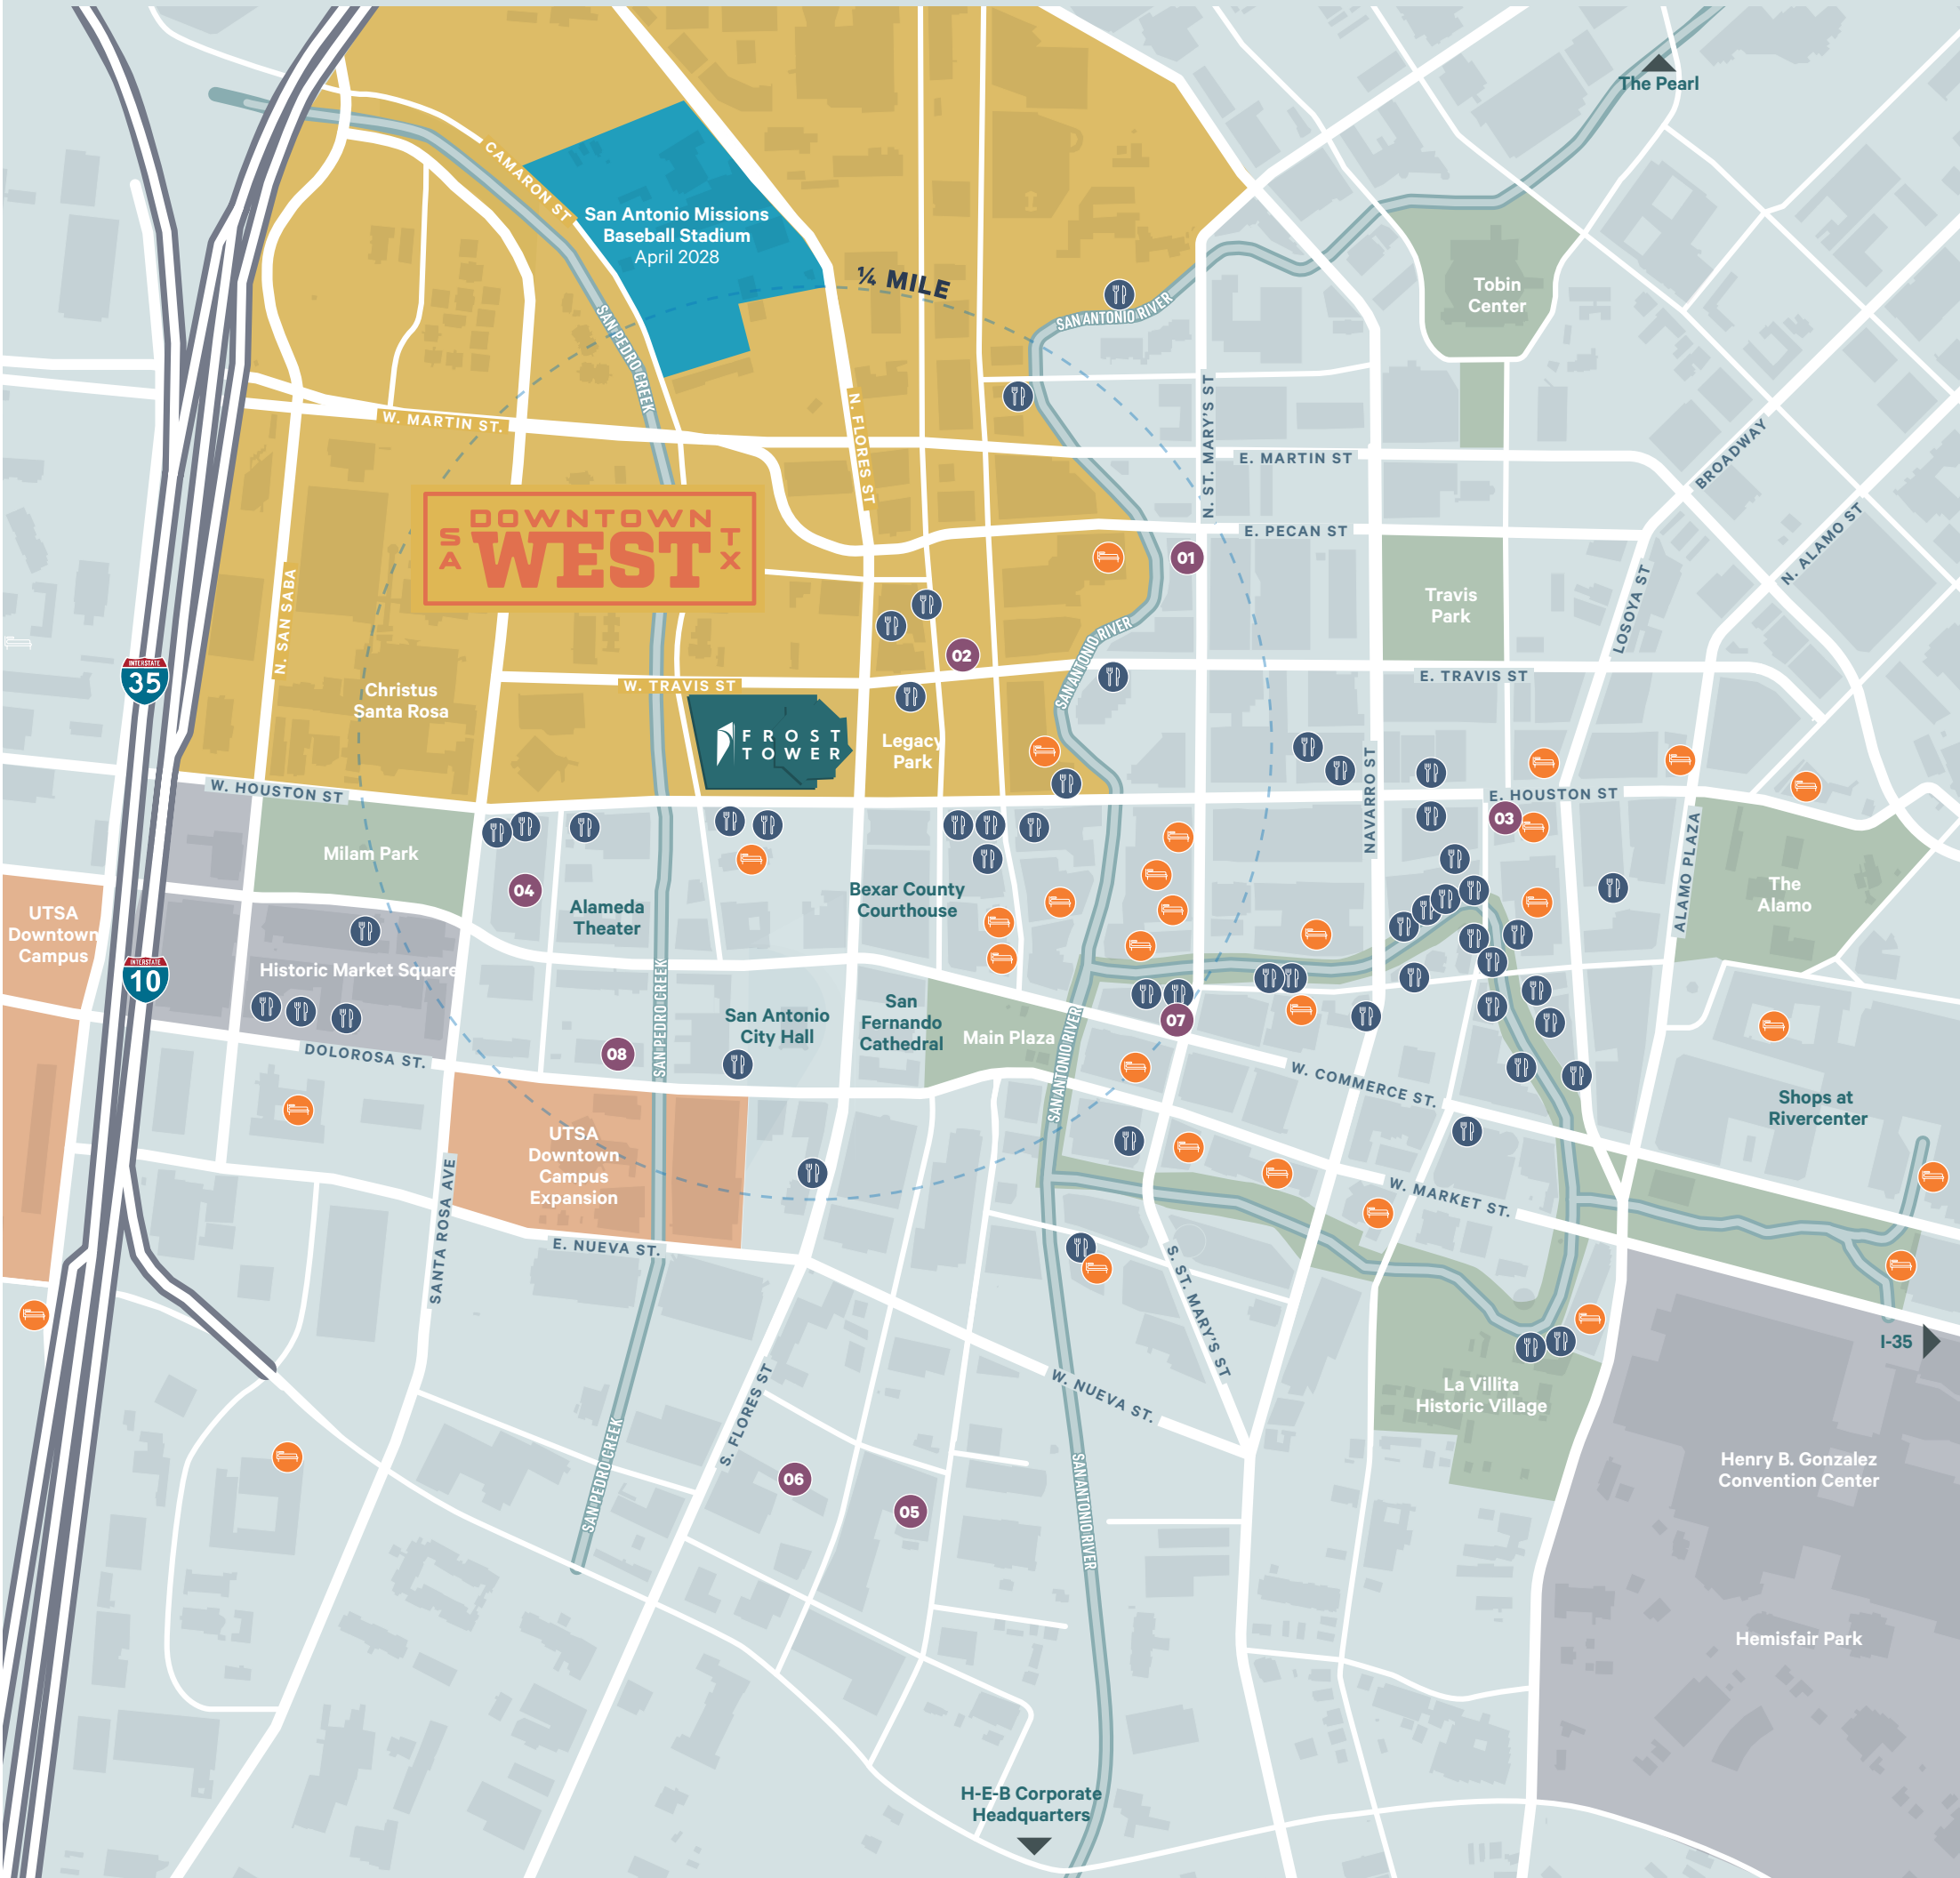 The Pearl
CAMARON ST
San Antonio Missions
Baseball Stadium
April 2028
¼ MILE
SAN ANTONIO RIVER
Tobin
Center
SAN PEDRO CREEK
W. MARTIN ST.
N. FLORES ST
N. ST. MARY'S ST
E. MARTIN ST
BROADWAY
E. PECAN ST
N. ALAMO ST
DOWNTOWN
SA
WEST
TX
01
N. SAN SABA
Travis
Park
LOSOYA ST
SAN ANTONIO RIVER
02
INTERSTATE
35
Christus
Santa Rosa
W. TRAVIS ST
E. TRAVIS ST
FROST
TOWER
Legacy
Park
NAVARRO ST
W. HOUSTON ST
E. HOUSTON ST
03
Milam Park
ALAMO PLAZA
04
Bexar County
Courthouse
The
Alamo
Alameda
Theater
UTSA
Downtown
Campus
Historic Market Square
INTERSTATE
10
SAN PEDRO CREEK
San Antonio
City Hall
San
Fernando
Cathedral
Main Plaza
07
SAN ANTONIO RIVER
DOLOROSA ST.
08
W. COMMERCE ST.
Shops at
Rivercenter
UTSA
Downtown
Campus
Expansion
SANTA ROSA AVE
W. MARKET ST.
E. NUEVA ST.
S. ST. MARY'S ST
I-35
W. NUEVA ST.
La Villita
Historic Village
S. FLORES ST
SAN PEDRO CREEK
06
05
SAN ANTONIO RIVER
Henry B. Gonzalez
Convention Center
Hemisfair Park
H-E-B Corporate
Headquarters